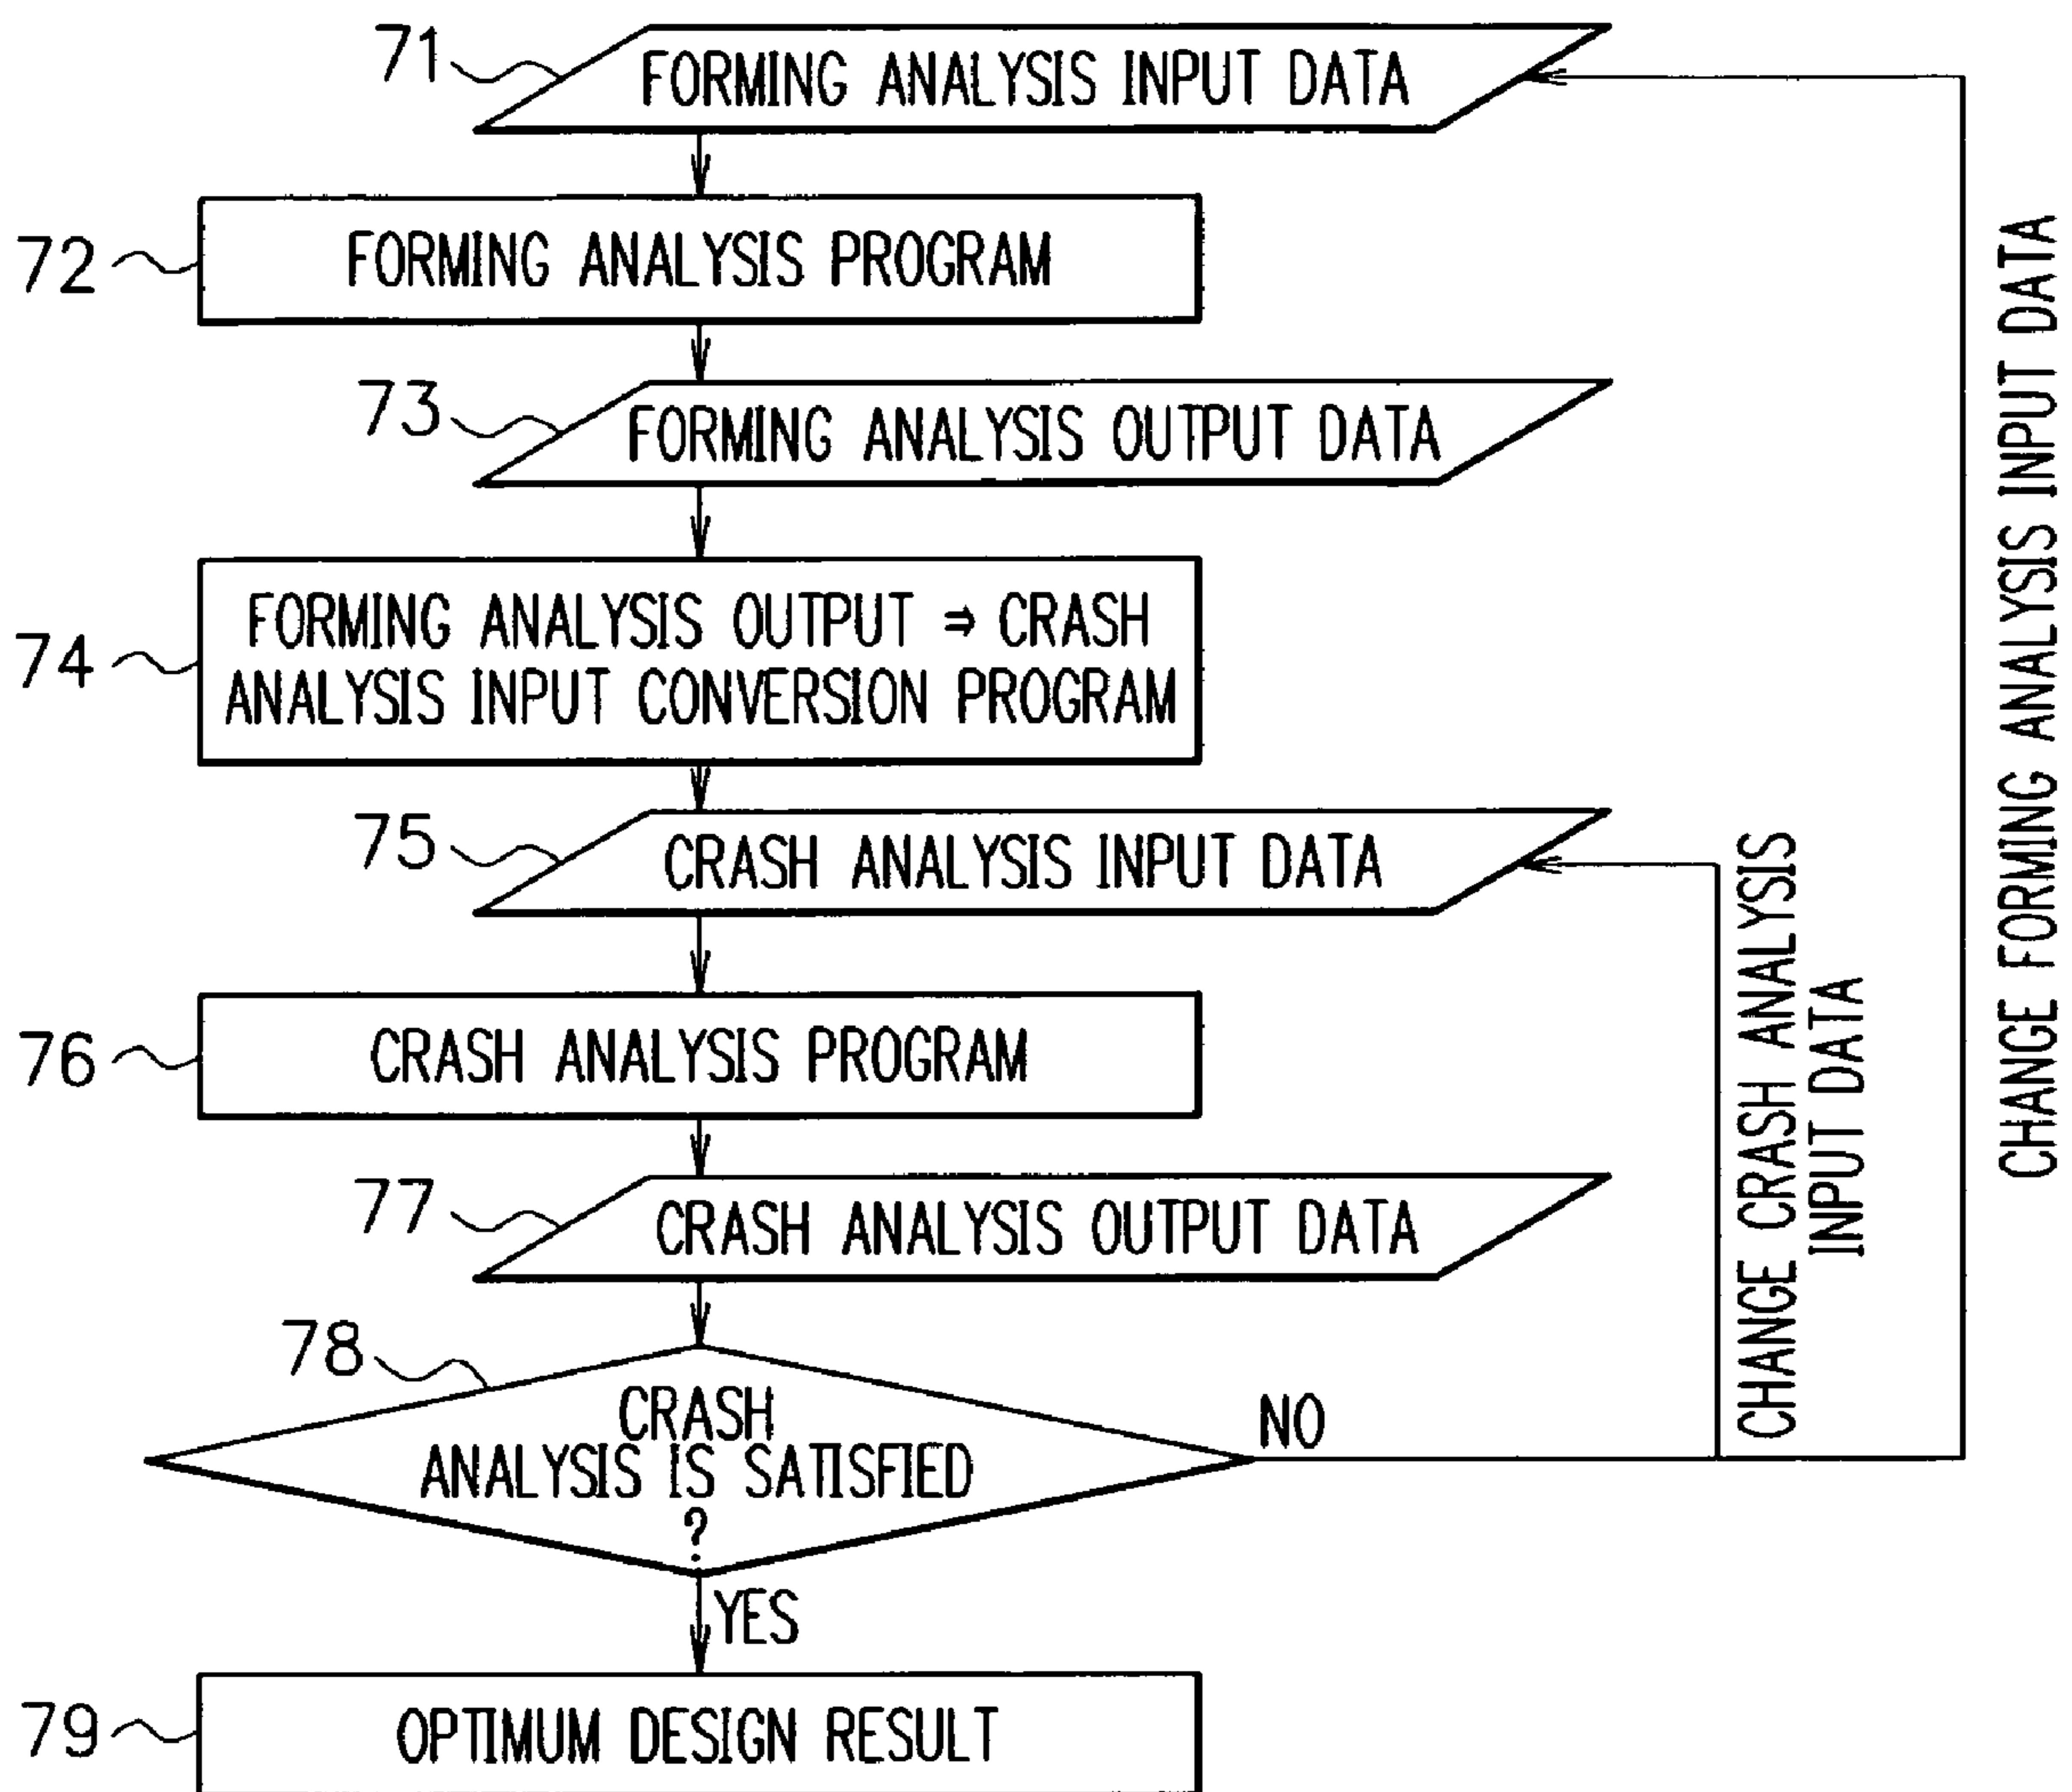 71
FORMING ANALYSIS INPUT DATA
72
FORMING ANALYSIS PROGRAM
73
FORMING ANALYSIS OUTPUT DATA
74
FORMING ANALYSIS OUTPUT ⇒ CRASH
ANALYSIS INPUT CONVERSION PROGRAM
75
CRASH ANALYSIS INPUT DATA
76
CRASH ANALYSIS PROGRAM
77
CRASH ANALYSIS OUTPUT DATA
78
CRASH
ANALYSIS IS SATISFIED
?
NO
YES
79
OPTIMUM DESIGN RESULT
CHANGE CRASH ANALYSIS
INPUT DATA
CHANGE FORMING ANALYSIS INPUT DATA